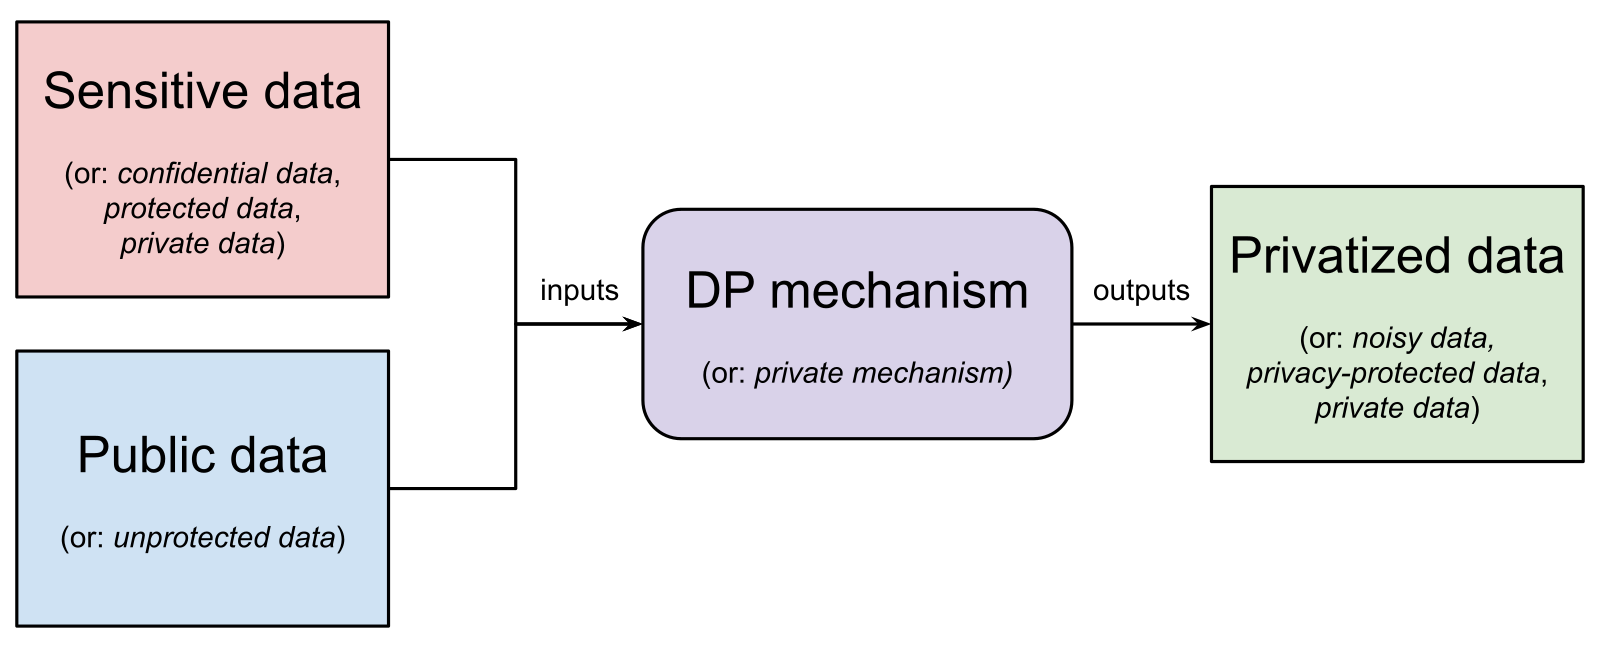 Sensitive data
(or: confidential data,
protected data,
private data)
Public data
(or: unprotected data)
inputs
DP mechanism
(or: private mechanism)
outputs
Privatized data
(or: noisy data,
privacy-protected data,
private data)